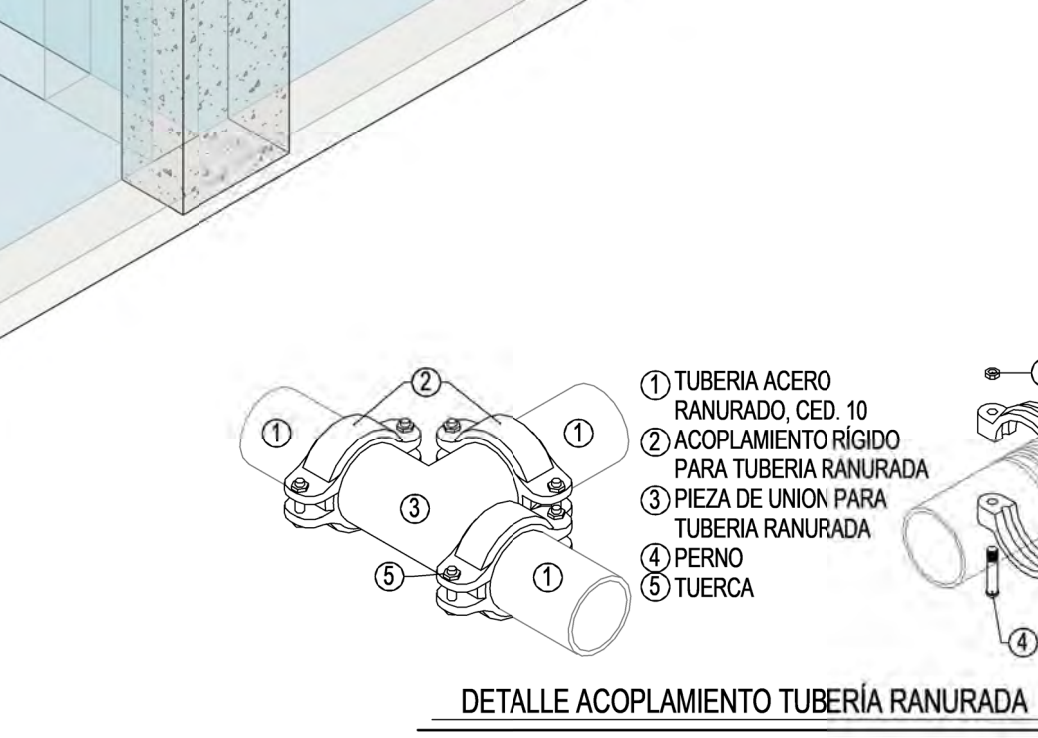 2
1
1
3
5
1
1 TUBERIA ACERO
RANURADO, CED. 10
2 ACOPLAMIENTO RÍGIDO
PARA TUBERIA RANURADA
3 PIEZA DE UNION PARA
TUBERIA RANURADA
4 PERNO
5 TUERCA
4
DETALLE ACOPLAMIENTO TUBERÍA RANURADA